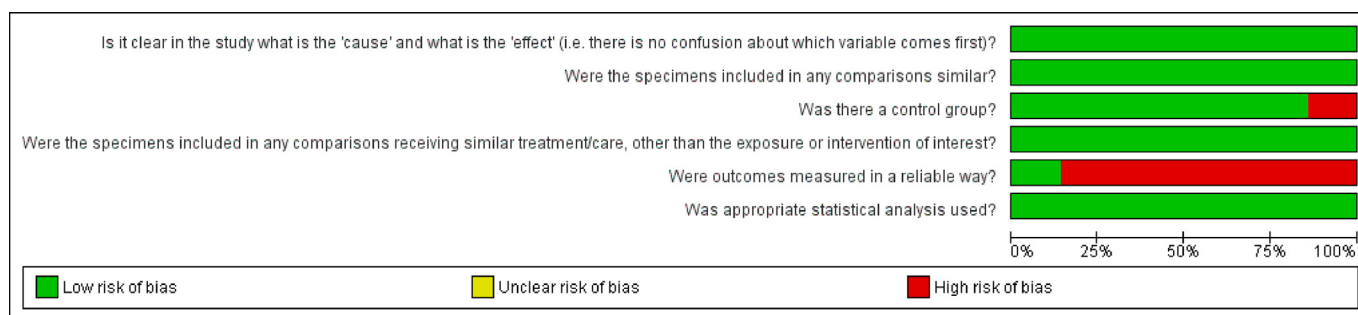 Is it clear in the study what is the 'cause' and what is the 'effect' (i.e. there is no confusion about which variable comes first)?
Were the specimens included in any comparisons similar?
Was there a control group?
Were the specimens included in any comparisons receiving similar treatment/care, other than the exposure or intervention of interest?
Were outcomes measured in a reliable way?
Was appropriate statistical analysis used?
0% 25% 50% 75% 100%
Low risk of bias Unclear risk of bias High risk of bias